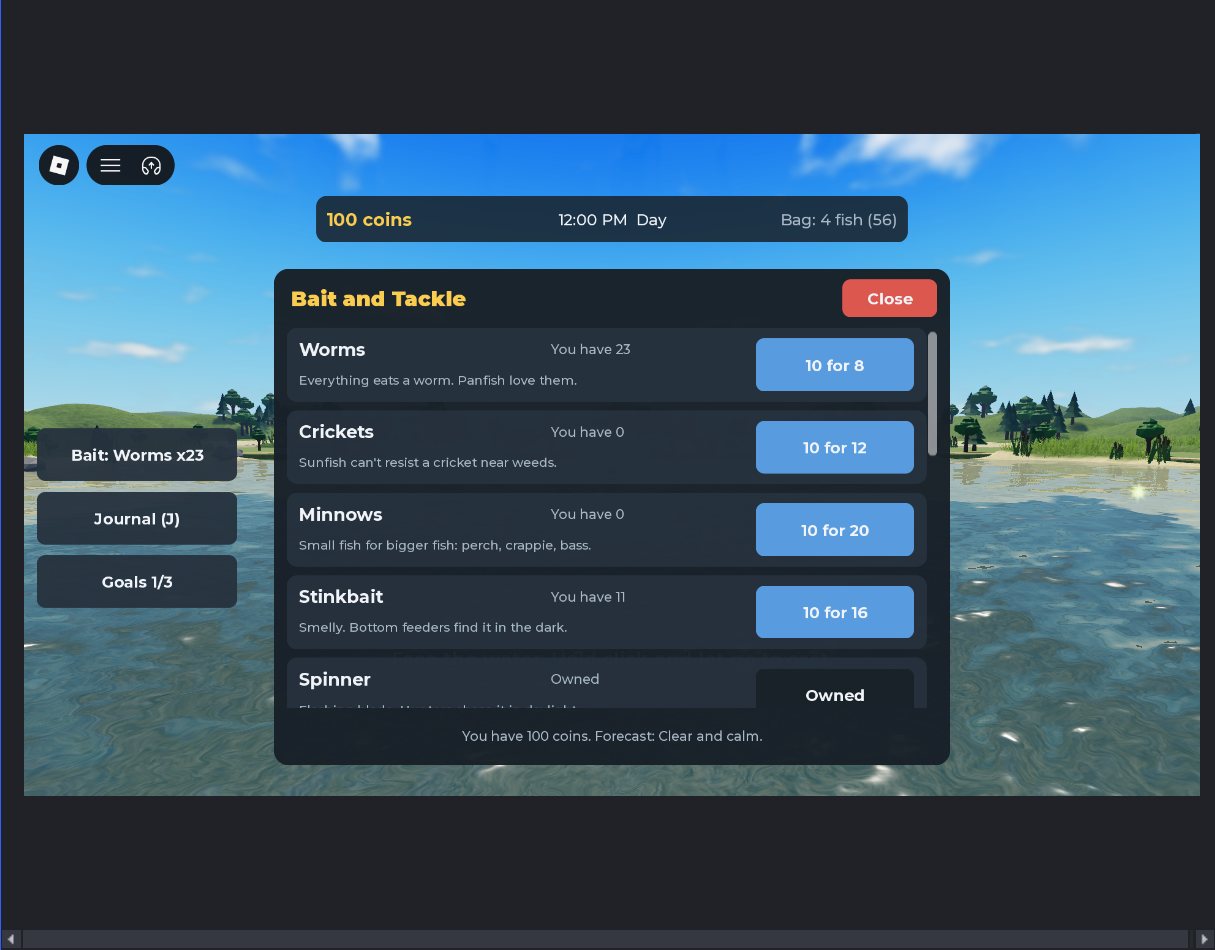 100 coins
12:00 PM Day
Bag: 4 fish (56)
Bait and Tackle
Close
Worms
You have 23
10 for 8
Everything eats a worm. Panfish love them.
Crickets
You have 0
10 for 12
Sunfish can't resist a cricket near weeds.
Minnows
You have 0
10 for 20
Small fish for bigger fish: perch, crappie, bass.
Stinkbait
You have 11
10 for 16
Smelly. Bottom feeders find it in the dark.
Spinner
Owned
Owned
You have 100 coins. Forecast: Clear and calm.
Bait: Worms x23
Journal (J)
Goals 1/3